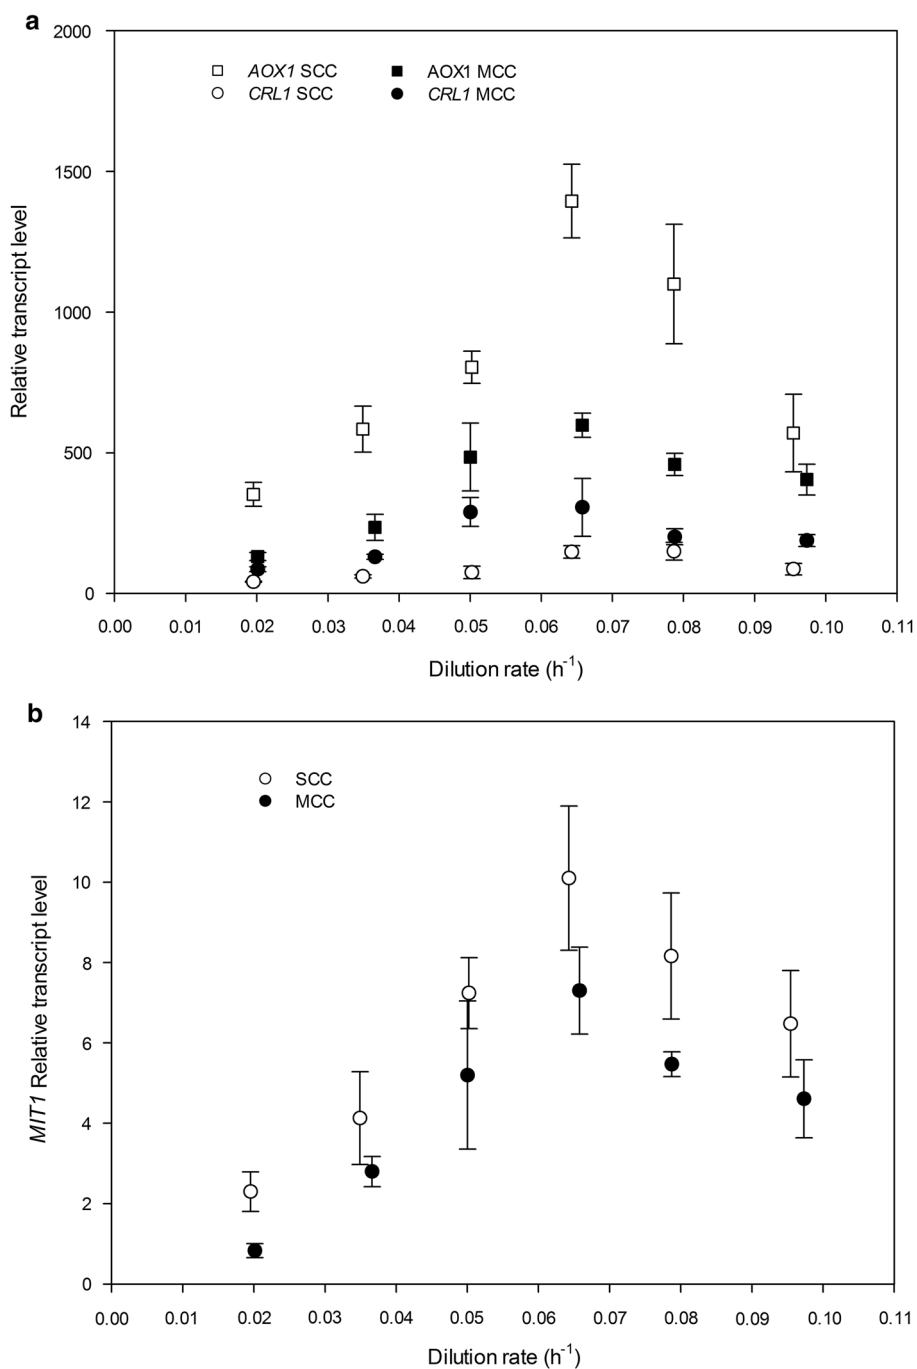 a
2000
AOX1 SCC AOX1 MCC
CRL1 SCC CRL1 MCC
1500
Relative transcript level
1000
500
0
0.00 0.01 0.02 0.03 0.04 0.05 0.06 0.07 0.08 0.09 0.10 0.11
Dilution rate (h-1)
b
14
SCC
MCC
12
10
MIT1 Relative transcript level
8
6
4
2
0
0.00 0.01 0.02 0.03 0.04 0.05 0.06 0.07 0.08 0.09 0.10 0.11
Dilution rate (h-1)